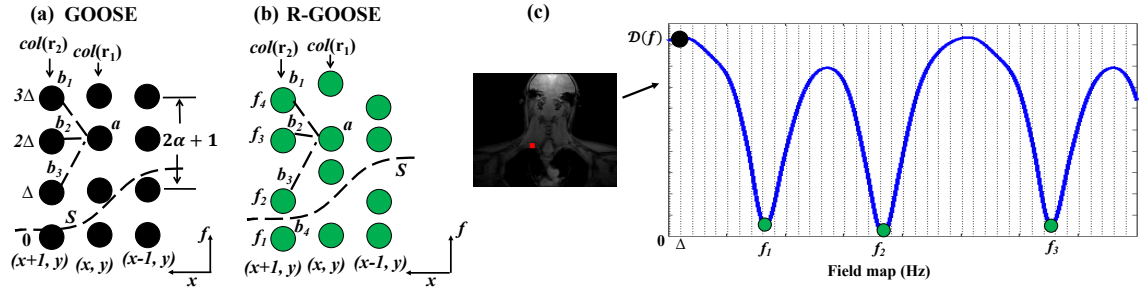 (a) GOOSE
col(r₂)
col(r₁)
b₁
3Δ
b₂
a
2Δ
2α + 1
b₃
Δ
S
0
(x+1, y)
(x, y)
(x-1, y)
f
x
(b) R-GOOSE
col(r₂)
col(r₁)
b₁
f₄
b₂
a
f₃
b₃
S
f₂
b₄
f₁
(x+1, y)
(x, y)
(x-1, y)
f
x
(c)
𝒟(f)
0
Δ
f₁
f₂
f₃
Field map (Hz)